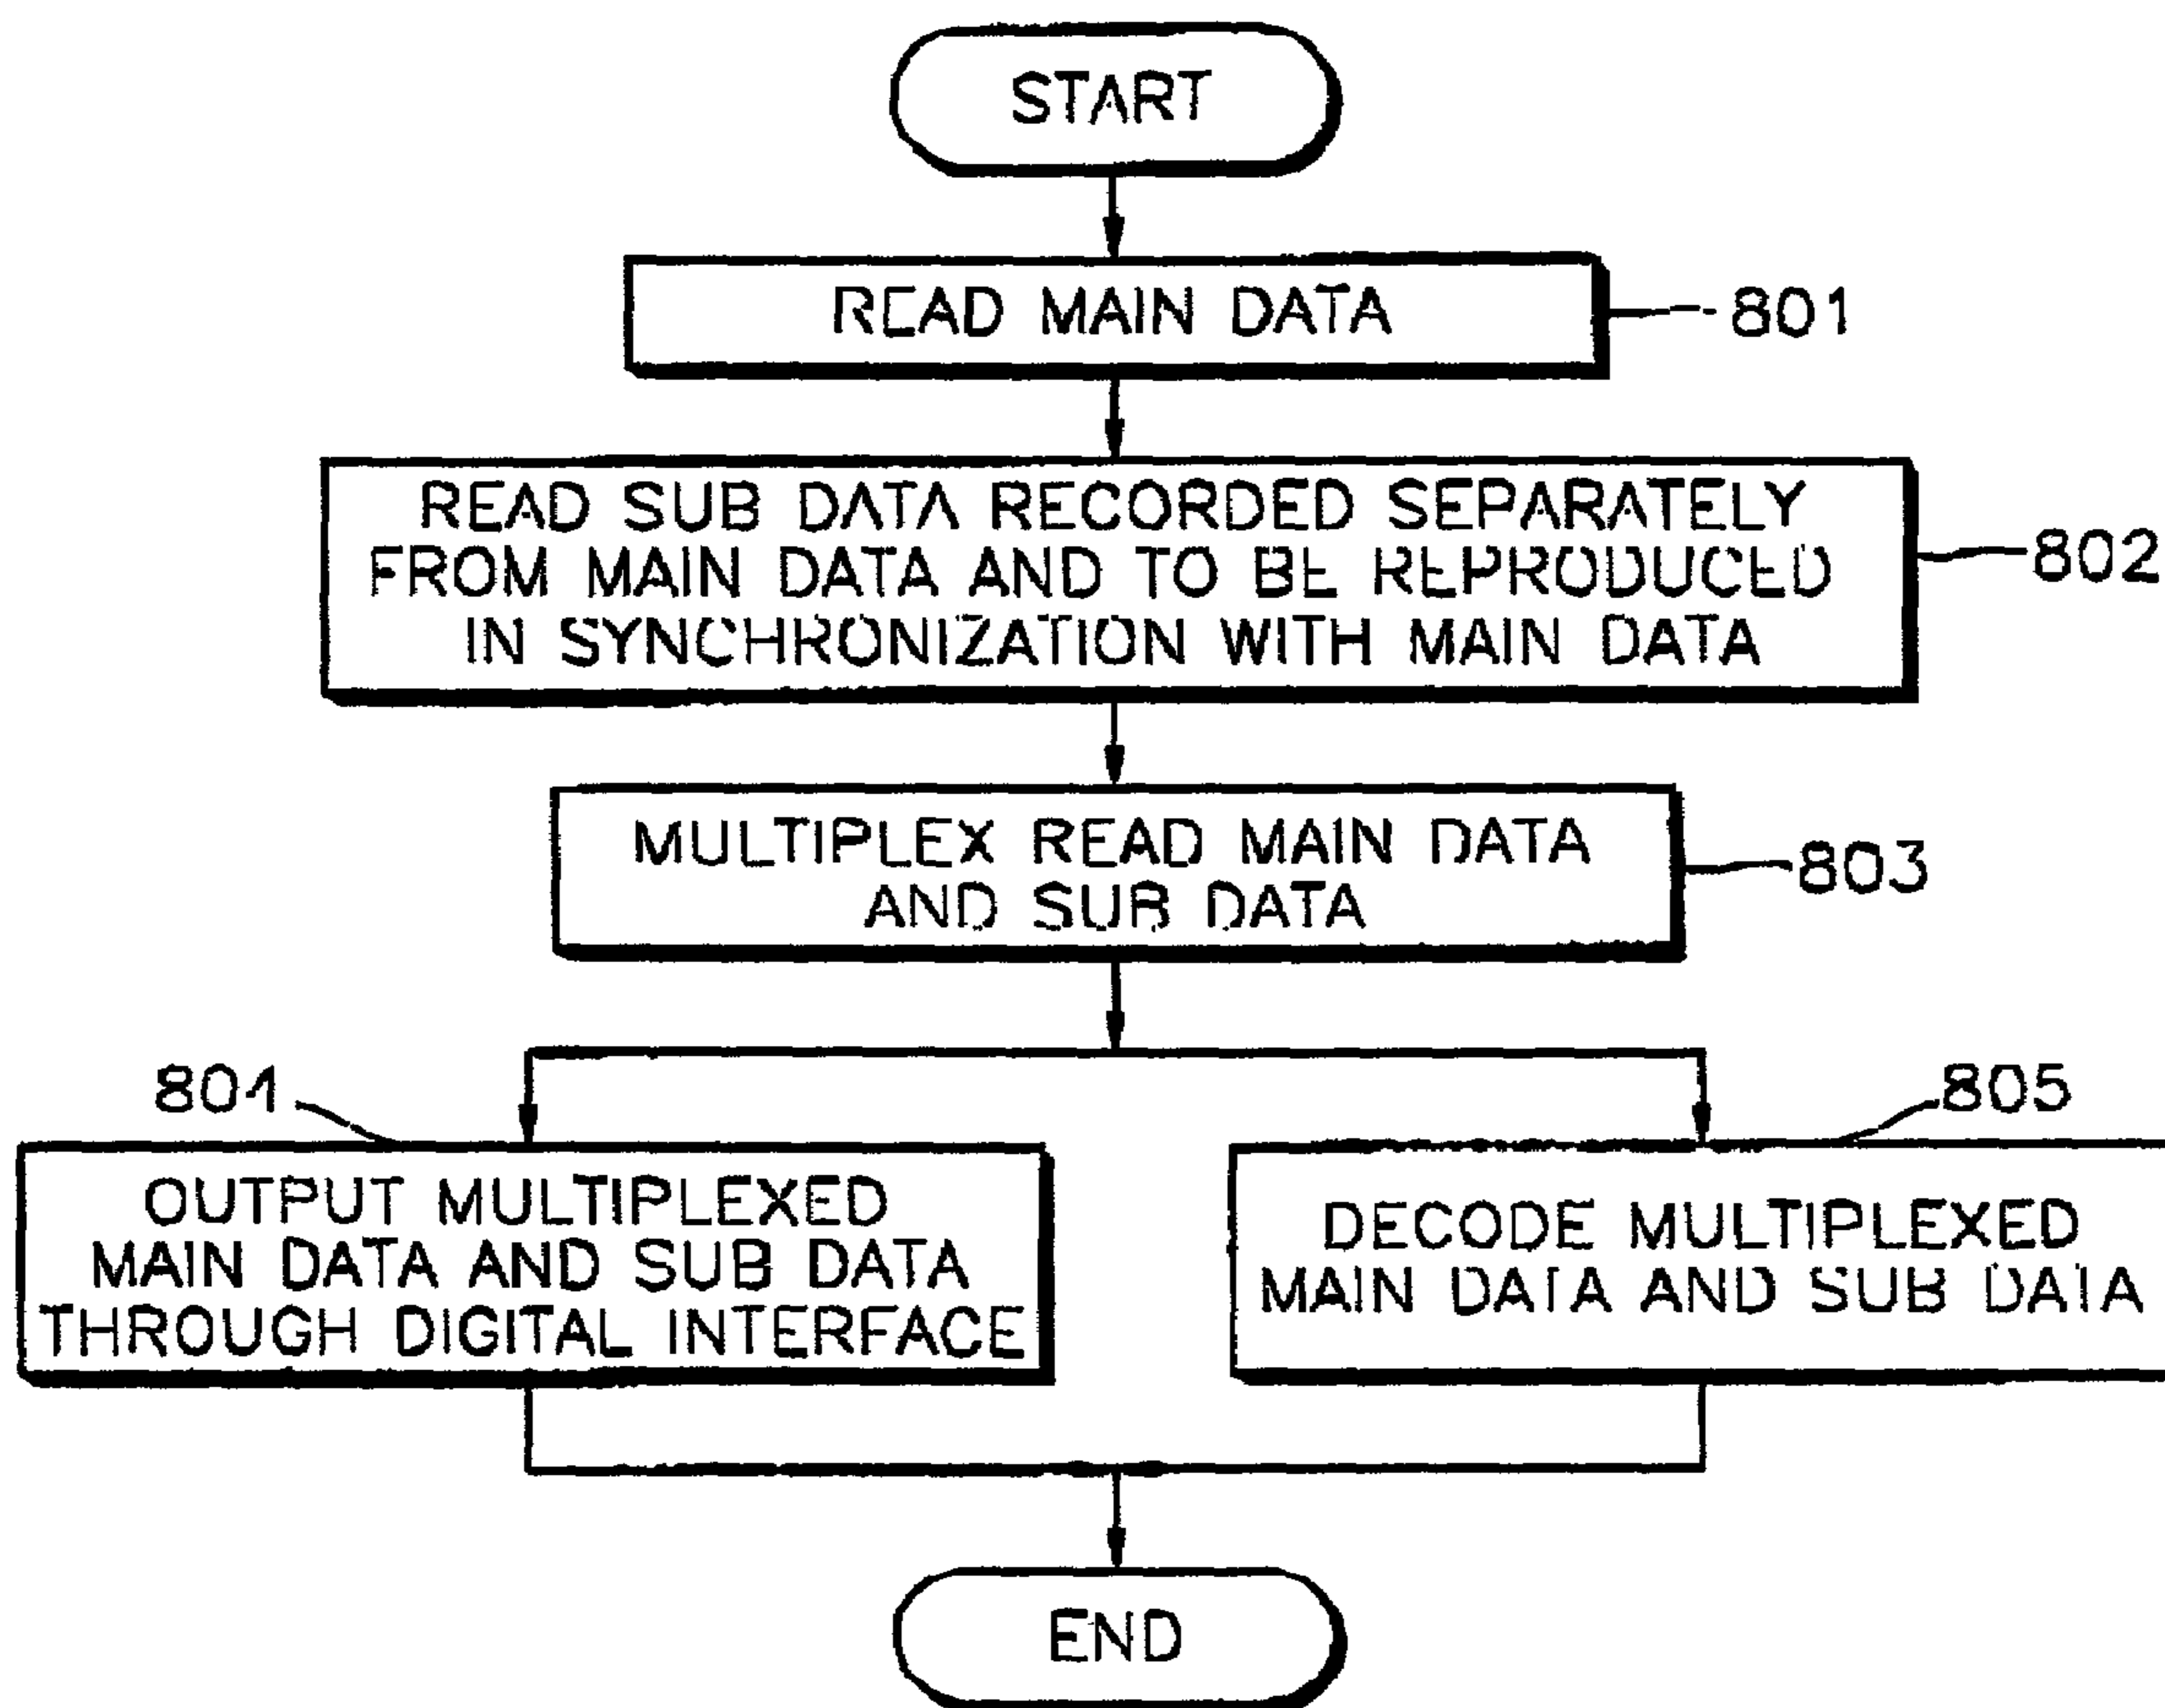 START
READ MAIN DATA
801
READ SUB DATA RECORDED SEPARATELY
FROM MAIN DATA AND TO BE REPRODUCED
IN SYNCHRONIZATION WITH MAIN DATA
802
MULTIPLEX READ MAIN DATA
AND SUB DATA
803
804
OUTPUT MULTIPLEXED
MAIN DATA AND SUB DATA
THROUGH DIGITAL INTERFACE
805
DECODE MULTIPLEXED
MAIN DATA AND SUB DATA
END